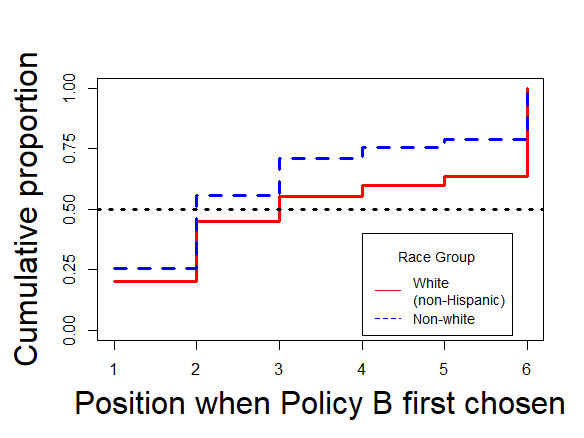 Cumulative proportion
1.00
0.75
0.50
0.25
0.00
Race Group
White
(non-Hispanic)
Non-white
1 2 3 4 5 6
Position when Policy B first chosen